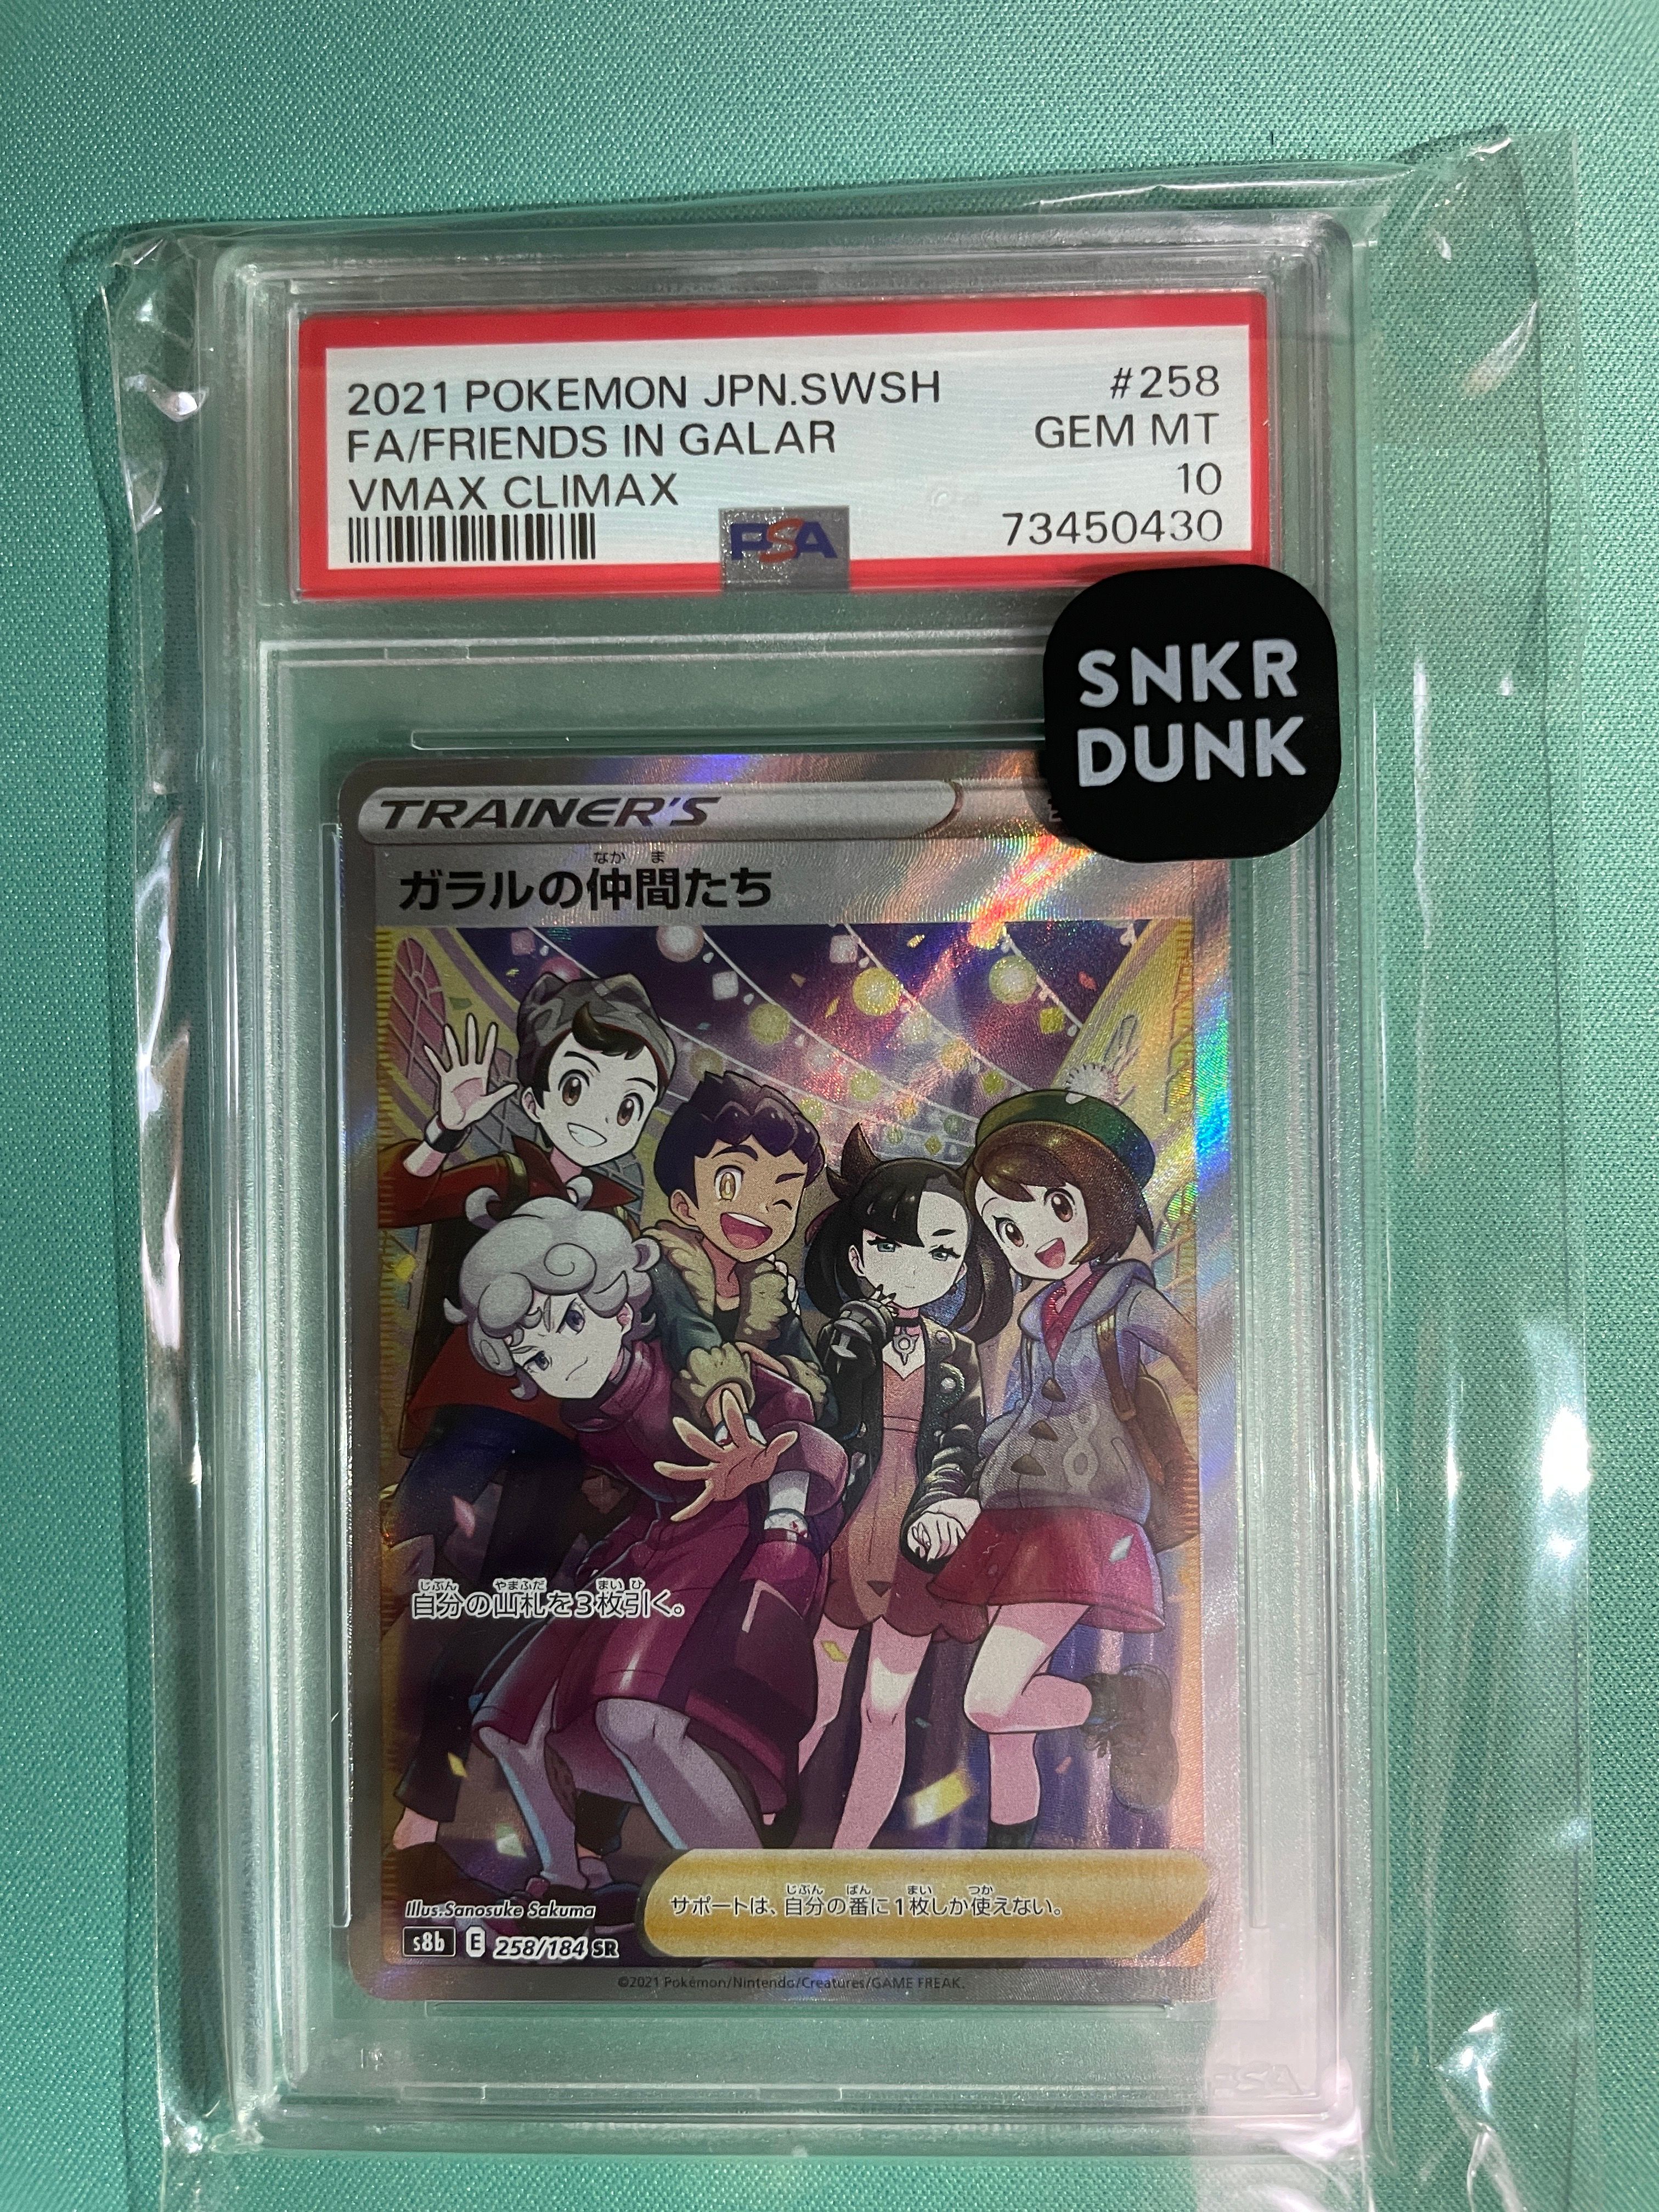 2021 POKEMON JPN.SWSH #258
FA/FRIENDS IN GALAR GEM MT
VMAX CLIMAX 10
PSA 73450430
SNKR
DUNK
TRAINER'S
なかま
ガラルの仲間たち
じぶん やまふだ まい ひ
自分の山札を3枚引く。
じぶん ばん まい つか
サポートは、自分の番に1枚しか使えない。
Illus.Sanosuke Sakuma
s8b E 258/184 SR
©2021 Pokémon/Nintendo/Creatures/GAME FREAK.
PSA